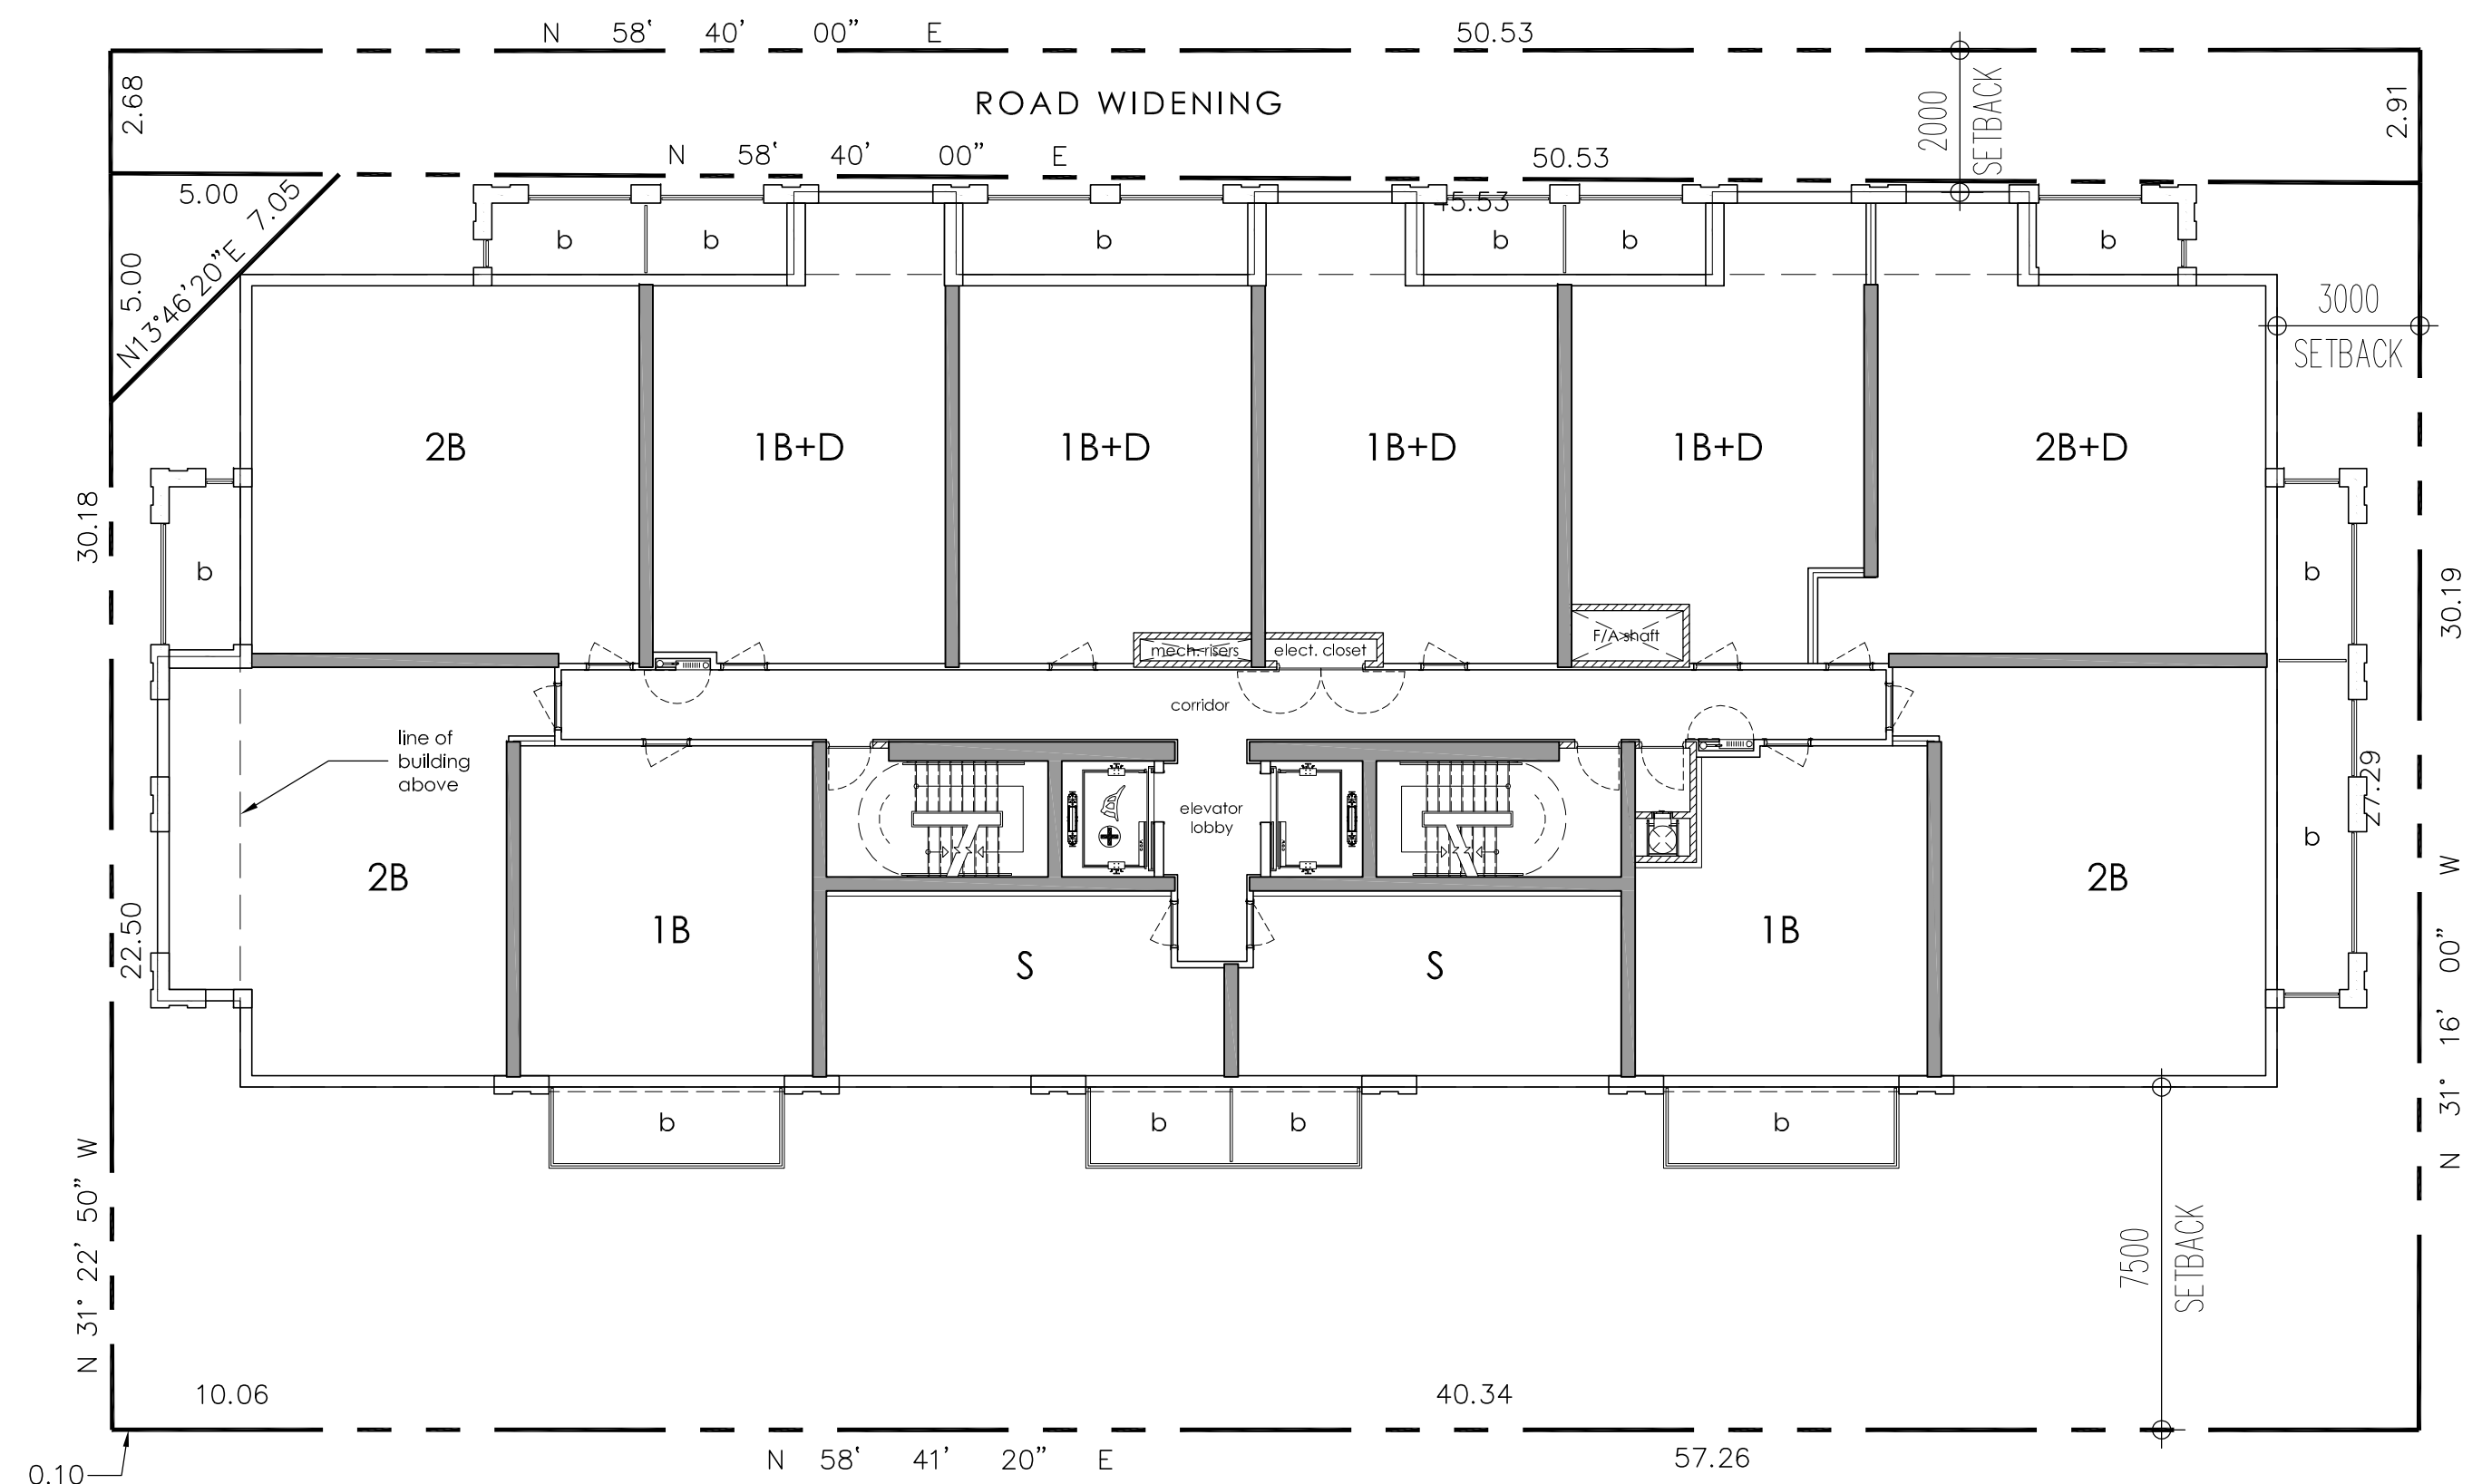 N 58' 40' 00" E
50.53
2.68
ROAD WIDENING
2000
SETBACK
2.91
N 58' 40' 00" E
50.53
5.00
7.05
5.00
N13°46'20"E
45.53
b
b
b
b
b
b
3000
SETBACK
2B
1B+D
1B+D
1B+D
1B+D
2B+D
30.18
b
b
30.19
mech. risers
elect. closet
F/A shaft
corridor
line of
building
above
elevator
lobby
27.29
b
2B
1B
S
S
1B
2B
22.50
N 31° 16' 00" W
b
b
b
b
N 31° 22' 50" W
7500
SETBACK
10.06
40.34
N 58' 41' 20" E
57.26
0.10